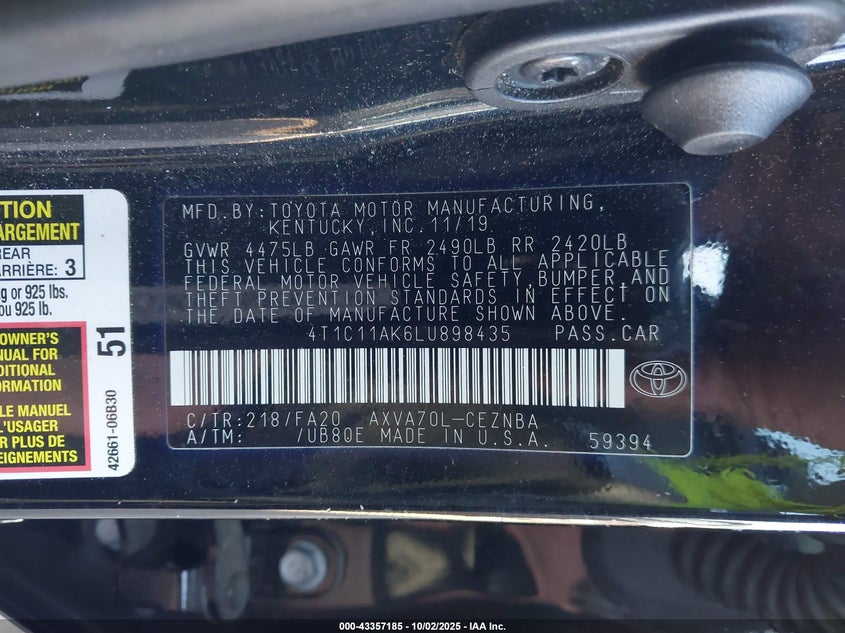 TION
ARGEMENT
REAR
ARRIÈRE: 3
g or 925 lbs.
ou 925 lb.
OWNER'S
ANUAL FOR
DITIONAL
FORMATION
LE MANUEL
L'USAGER
R PLUS DE
EIGNEMENTS
51
42661-06B30
MFD. BY: TOYOTA MOTOR MANUFACTURING,
KENTUCKY, INC. 11/19
GVWR 4475LB GAWR FR 2490LB RR 2420LB
THIS VEHICLE CONFORMS TO ALL APPLICABLE
FEDERAL MOTOR VEHICLE SAFETY, BUMPER, AND
THEFT PREVENTION STANDARDS IN EFFECT ON
THE DATE OF MANUFACTURE SHOWN ABOVE.
4T1C11AK6LU898435 PASS.CAR
C/TR: 218/FA20 AXVA70L-CEZNBA
A/TM: /UB80E MADE IN U.S.A. 59394
000-43357185 - 10/02/2025 - IAA Inc.